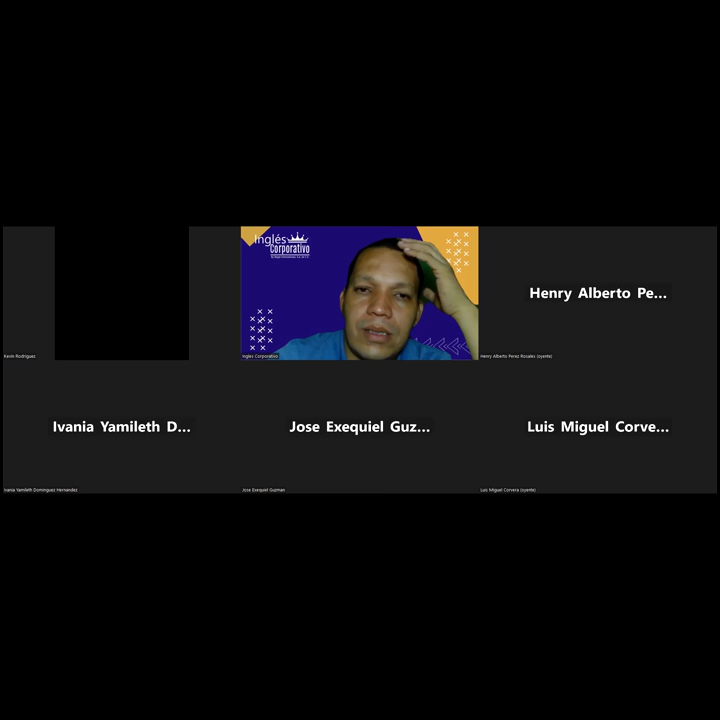 Inglés
Corporativo
Henry Alberto Pe...
Kevin Rodriguez
Inglés Corporativo
Henry Alberto Perez Rosales (oyente)
Ivania Yamileth D...
Jose Exequiel Guz...
Luis Miguel Corve...
Ivania Yamileth Dominguez Hernandez
Jose Exequiel Guzman
Luis Miguel Corvera (oyente)